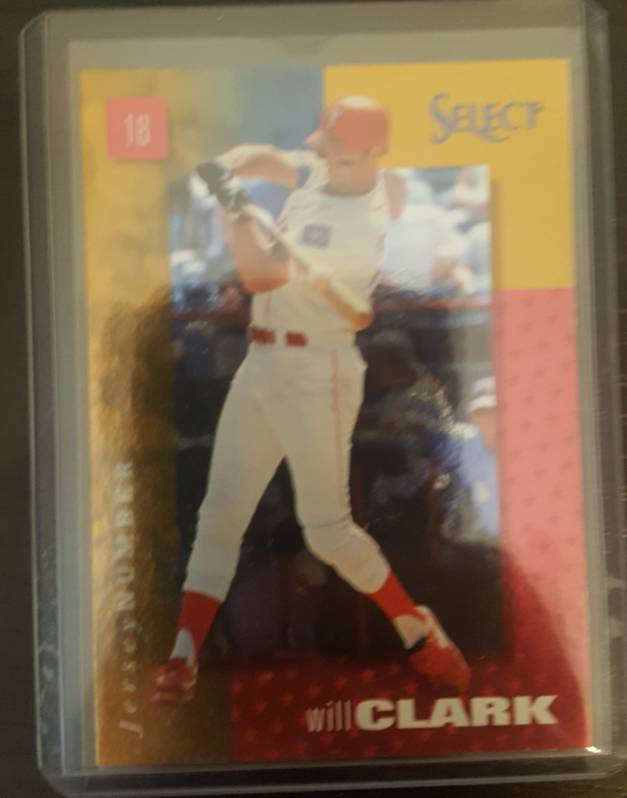 18
SELECT
T
Jersey NUMBER
will CLARK